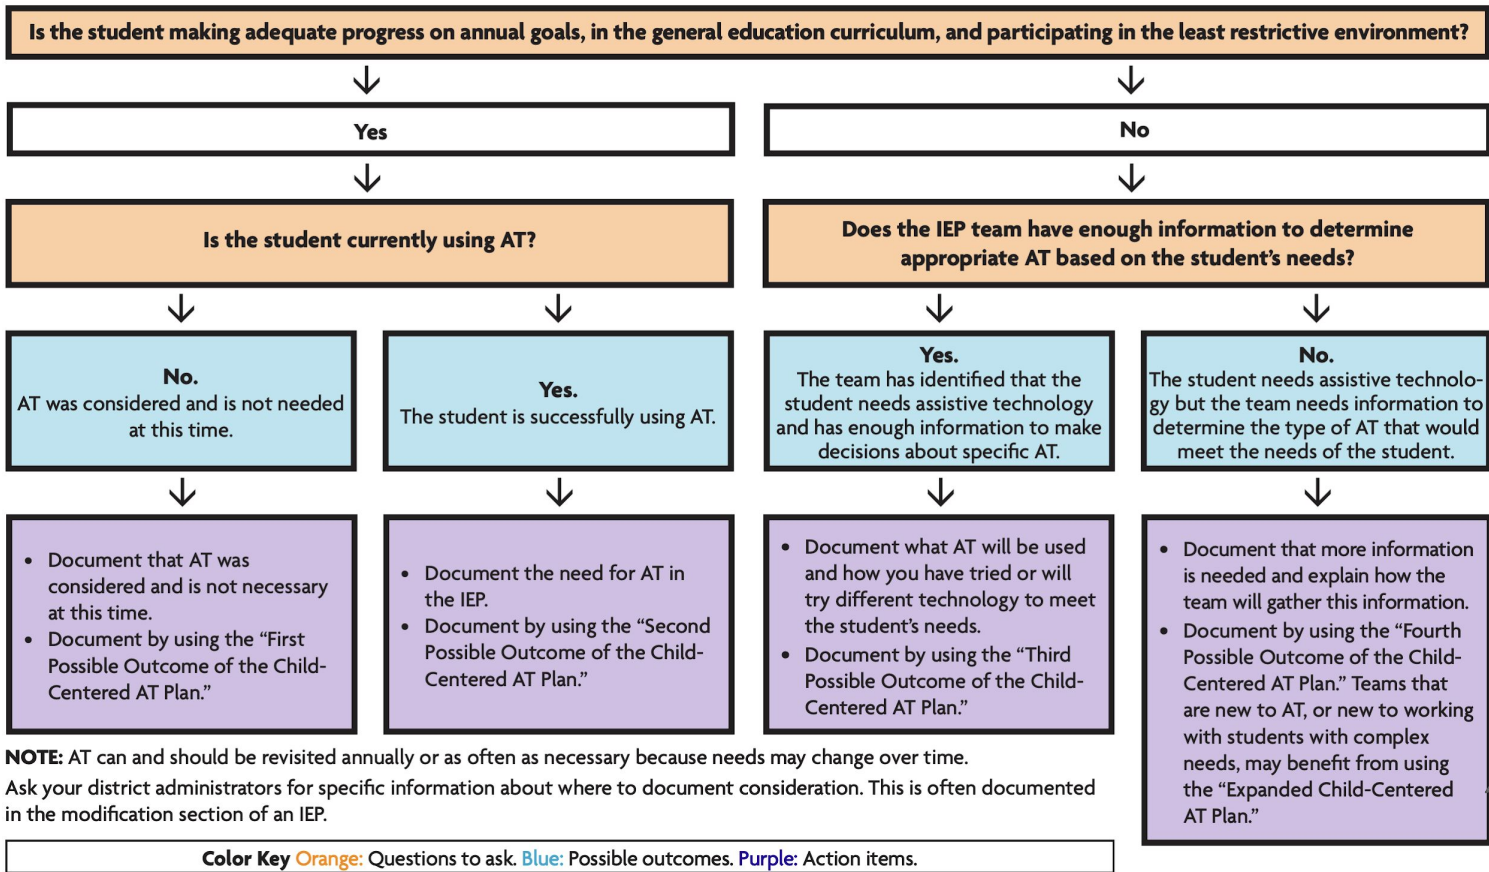 Is the student making adequate progress on annual goals, in the general education curriculum, and participating in the least restrictive environment?
Yes
No
Is the student currently using AT?
Does the IEP team have enough information to determine
appropriate AT based on the student's needs?
No.
AT was considered and is not needed
at this time.
Yes.
The student is successfully using AT.
Yes.
The team has identified that the
student needs assistive technology
and has enough information to make
decisions about specific AT.
No.
The student needs assistive technolo-
gy but the team needs information to
determine the type of AT that would
meet the needs of the student.
• Document that AT was
considered and is not necessary
at this time.
• Document by using the “First
Possible Outcome of the Child-
Centered AT Plan.”
• Document the need for AT in
the IEP.
• Document by using the “Second
Possible Outcome of the Child-
Centered AT Plan.”
• Document what AT will be used
and how you have tried or will
try different technology to meet
the student's needs.
• Document by using the “Third
Possible Outcome of the Child-
Centered AT Plan.”
• Document that more information
is needed and explain how the
team will gather this information.
• Document by using the “Fourth
Possible Outcome of the Child-
Centered AT Plan.” Teams that
are new to AT, or new to working
with students with complex
needs, may benefit from using
the “Expanded Child-Centered
AT Plan.”
NOTE: AT can and should be revisited annually or as often as necessary because needs may change over time.
Ask your district administrators for specific information about where to document consideration. This is often documented
in the modification section of an IEP.
Color Key Orange: Questions to ask. Blue: Possible outcomes. Purple: Action items.